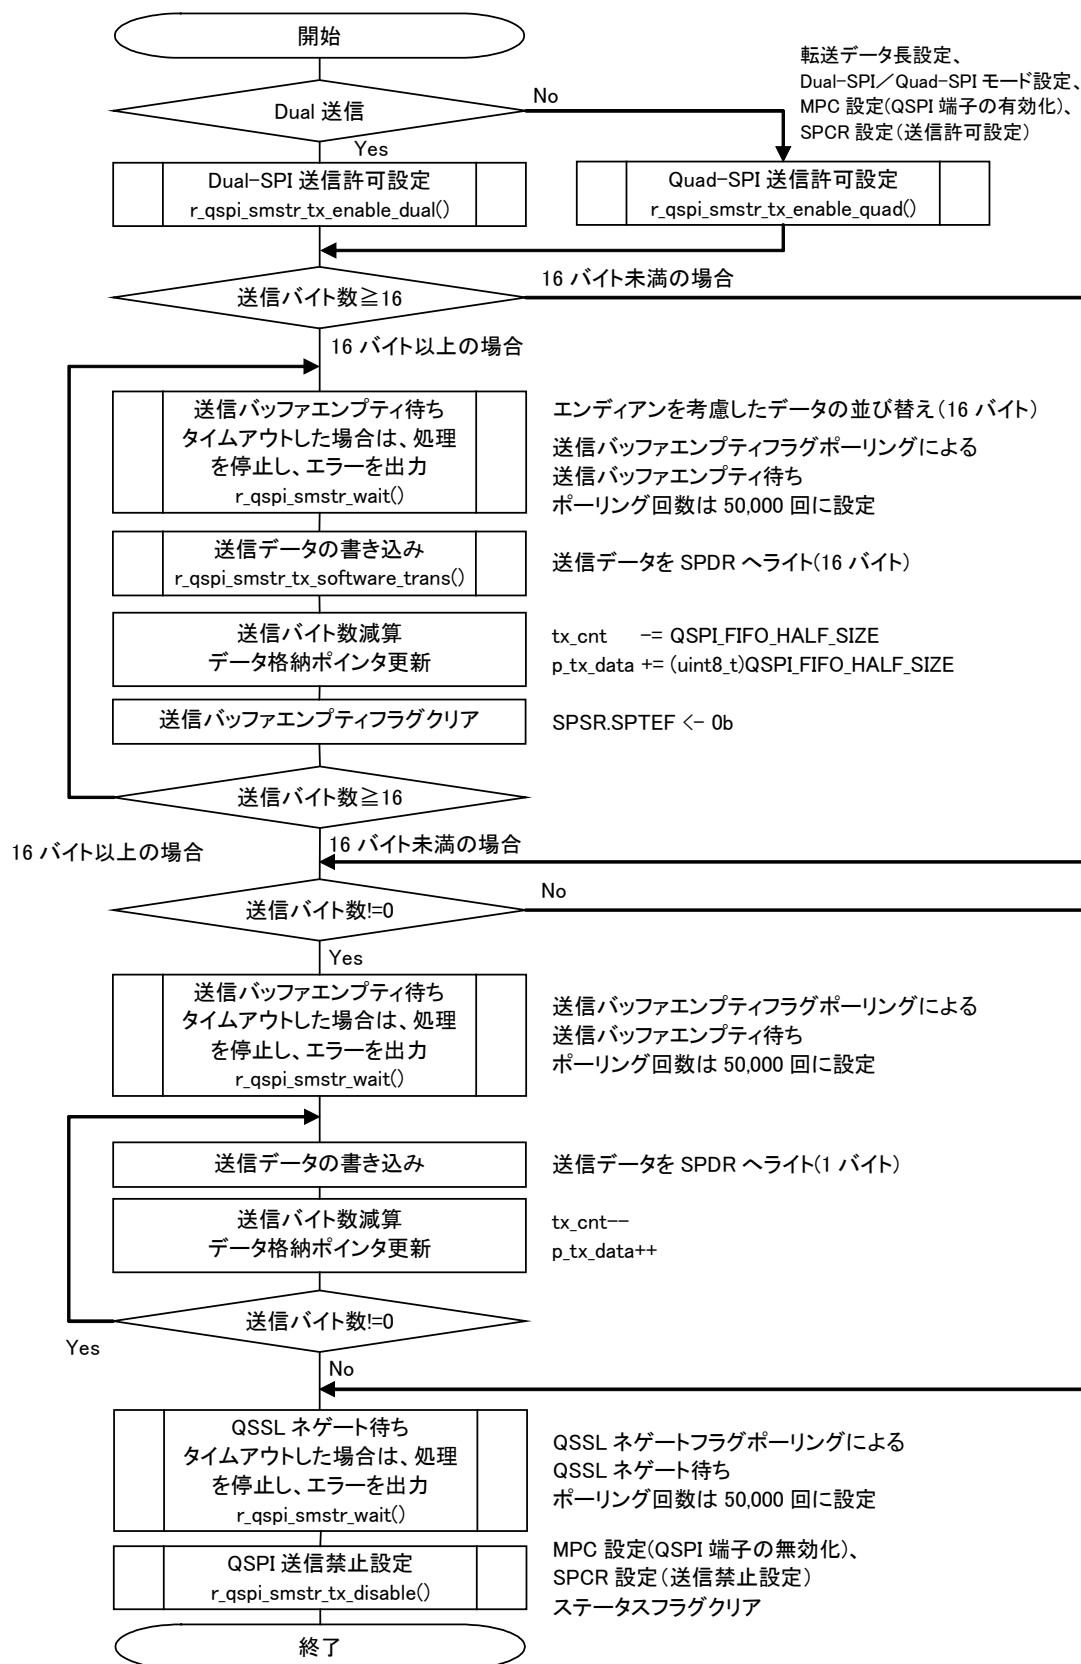 開始
転送データ長設定、
Dual-SPI／Quad-SPI モード設定、
MPC 設定(QSPI 端子の有効化)、
SPCR 設定（送信許可設定）
Dual 送信
No
Yes
Dual-SPI 送信許可設定
r_qspi_smstr_tx_enable_dual()
Quad-SPI 送信許可設定
r_qspi_smstr_tx_enable_quad()
送信バイト数≧16
16 バイト未満の場合
16 バイト以上の場合
送信バッファエンプティ待ち
タイムアウトした場合は、処理
を停止し、エラーを出力
r_qspi_smstr_wait()
エンディアンを考慮したデータの並び替え（16 バイト）
送信バッファエンプティフラグポーリングによる
送信バッファエンプティ待ち
ポーリング回数は 50,000 回に設定
送信データの書き込み
r_qspi_smstr_tx_software_trans()
送信データを SPDR へライト(16 バイト）
送信バイト数減算
データ格納ポインタ更新
tx_cnt -= QSPI_FIFO_HALF_SIZE
p_tx_data += (uint8_t)QSPI_FIFO_HALF_SIZE
送信バッファエンプティフラグクリア
SPSR.SPTEF <- 0b
送信バイト数≧16
16 バイト以上の場合
16 バイト未満の場合
送信バイト数!=0
No
Yes
送信バッファエンプティ待ち
タイムアウトした場合は、処理
を停止し、エラーを出力
r_qspi_smstr_wait()
送信バッファエンプティフラグポーリングによる
送信バッファエンプティ待ち
ポーリング回数は 50,000 回に設定
送信データの書き込み
送信データを SPDR へライト(1 バイト）
送信バイト数減算
データ格納ポインタ更新
tx_cnt--
p_tx_data++
送信バイト数!=0
Yes
No
QSSL ネゲート待ち
タイムアウトした場合は、処理
を停止し、エラーを出力
r_qspi_smstr_wait()
QSSL ネゲートフラグポーリングによる
QSSL ネゲート待ち
ポーリング回数は 50,000 回に設定
QSPI 送信禁止設定
r_qspi_smstr_tx_disable()
MPC 設定(QSPI 端子の無効化)、
SPCR 設定（送信禁止設定）
ステータスフラグクリア
終了